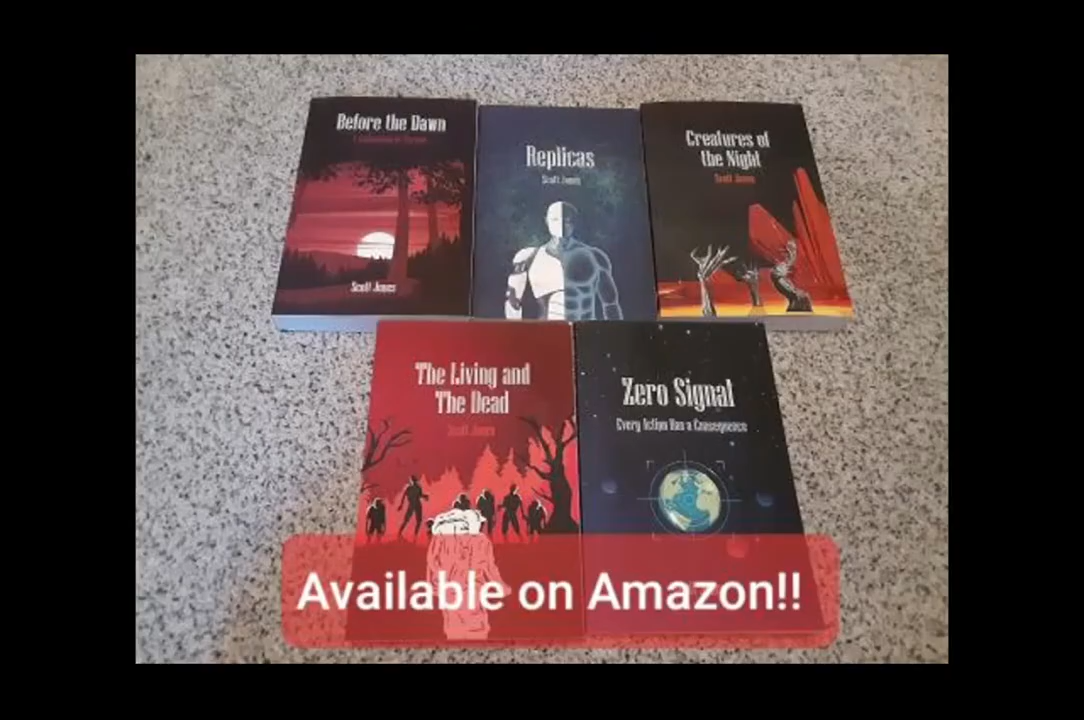 Before the Dawn
Scott Jones
Replicas
Scott Jones
Creatures of
the Night
Scott Jones
The Living and
The Dead
Scott Jones
Zero Signal
Every Action Has a Consequence
Available on Amazon!!